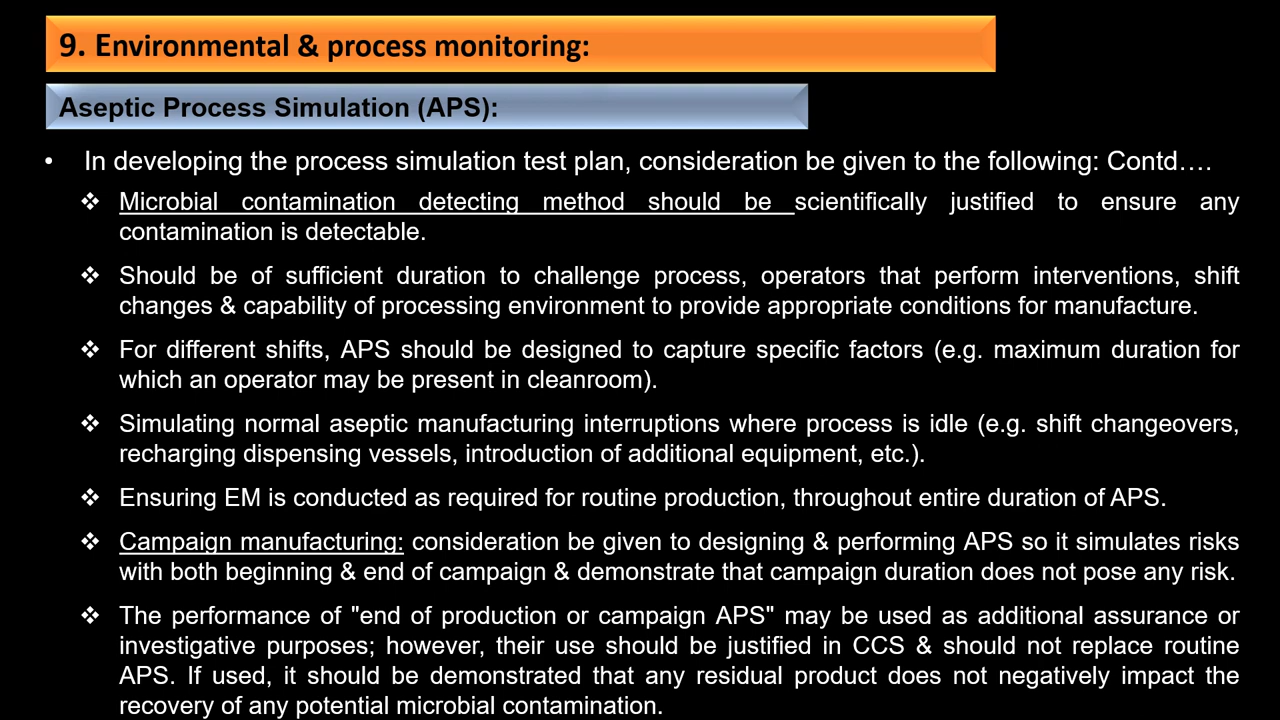 9. Environmental & process monitoring:
Aseptic Process Simulation (APS):
• In developing the process simulation test plan, consideration be given to the following: Contd….
❖ Microbial contamination detecting method should be scientifically justified to ensure any
contamination is detectable.
❖ Should be of sufficient duration to challenge process, operators that perform interventions, shift
changes & capability of processing environment to provide appropriate conditions for manufacture.
❖ For different shifts, APS should be designed to capture specific factors (e.g. maximum duration for
which an operator may be present in cleanroom).
❖ Simulating normal aseptic manufacturing interruptions where process is idle (e.g. shift changeovers,
recharging dispensing vessels, introduction of additional equipment, etc.).
❖ Ensuring EM is conducted as required for routine production, throughout entire duration of APS.
❖ Campaign manufacturing: consideration be given to designing & performing APS so it simulates risks
with both beginning & end of campaign & demonstrate that campaign duration does not pose any risk.
❖ The performance of "end of production or campaign APS" may be used as additional assurance or
investigative purposes; however, their use should be justified in CCS & should not replace routine
APS. If used, it should be demonstrated that any residual product does not negatively impact the
recovery of any potential microbial contamination.